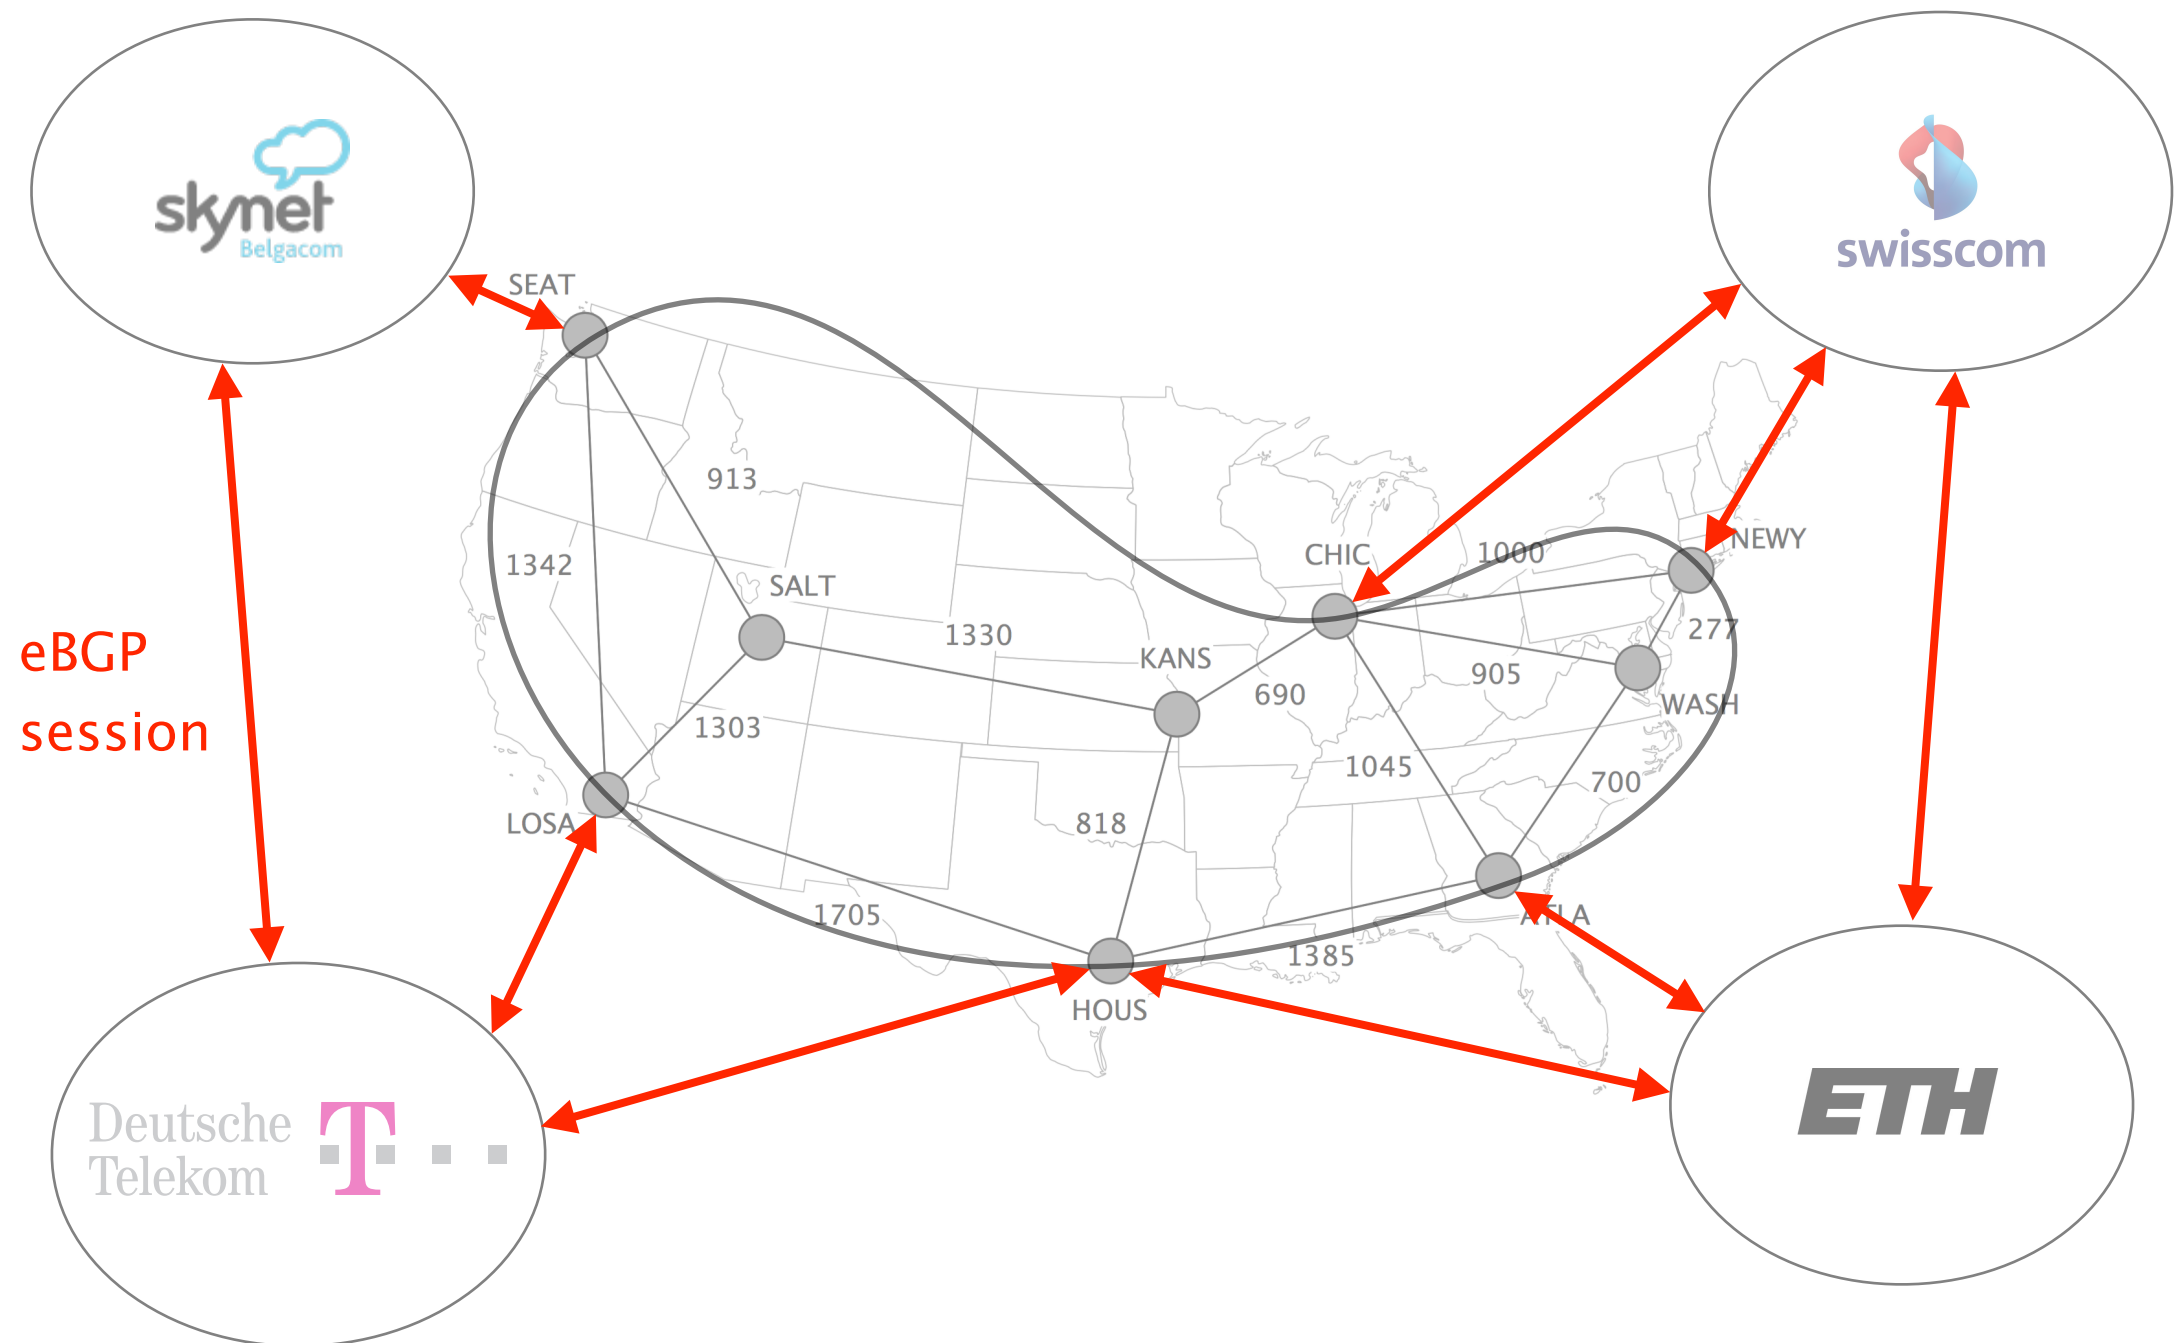 skynet
Belgacom
swisscom
SEAT
913
NEWY
1342
CHIC
1000
SALT
277
eBGP
session
1330
KANS
690
905
WASH
1303
1045
700
LOSA
818
1705
ATLA
1385
HOUS
Deutsche
Telekom
T
ETH